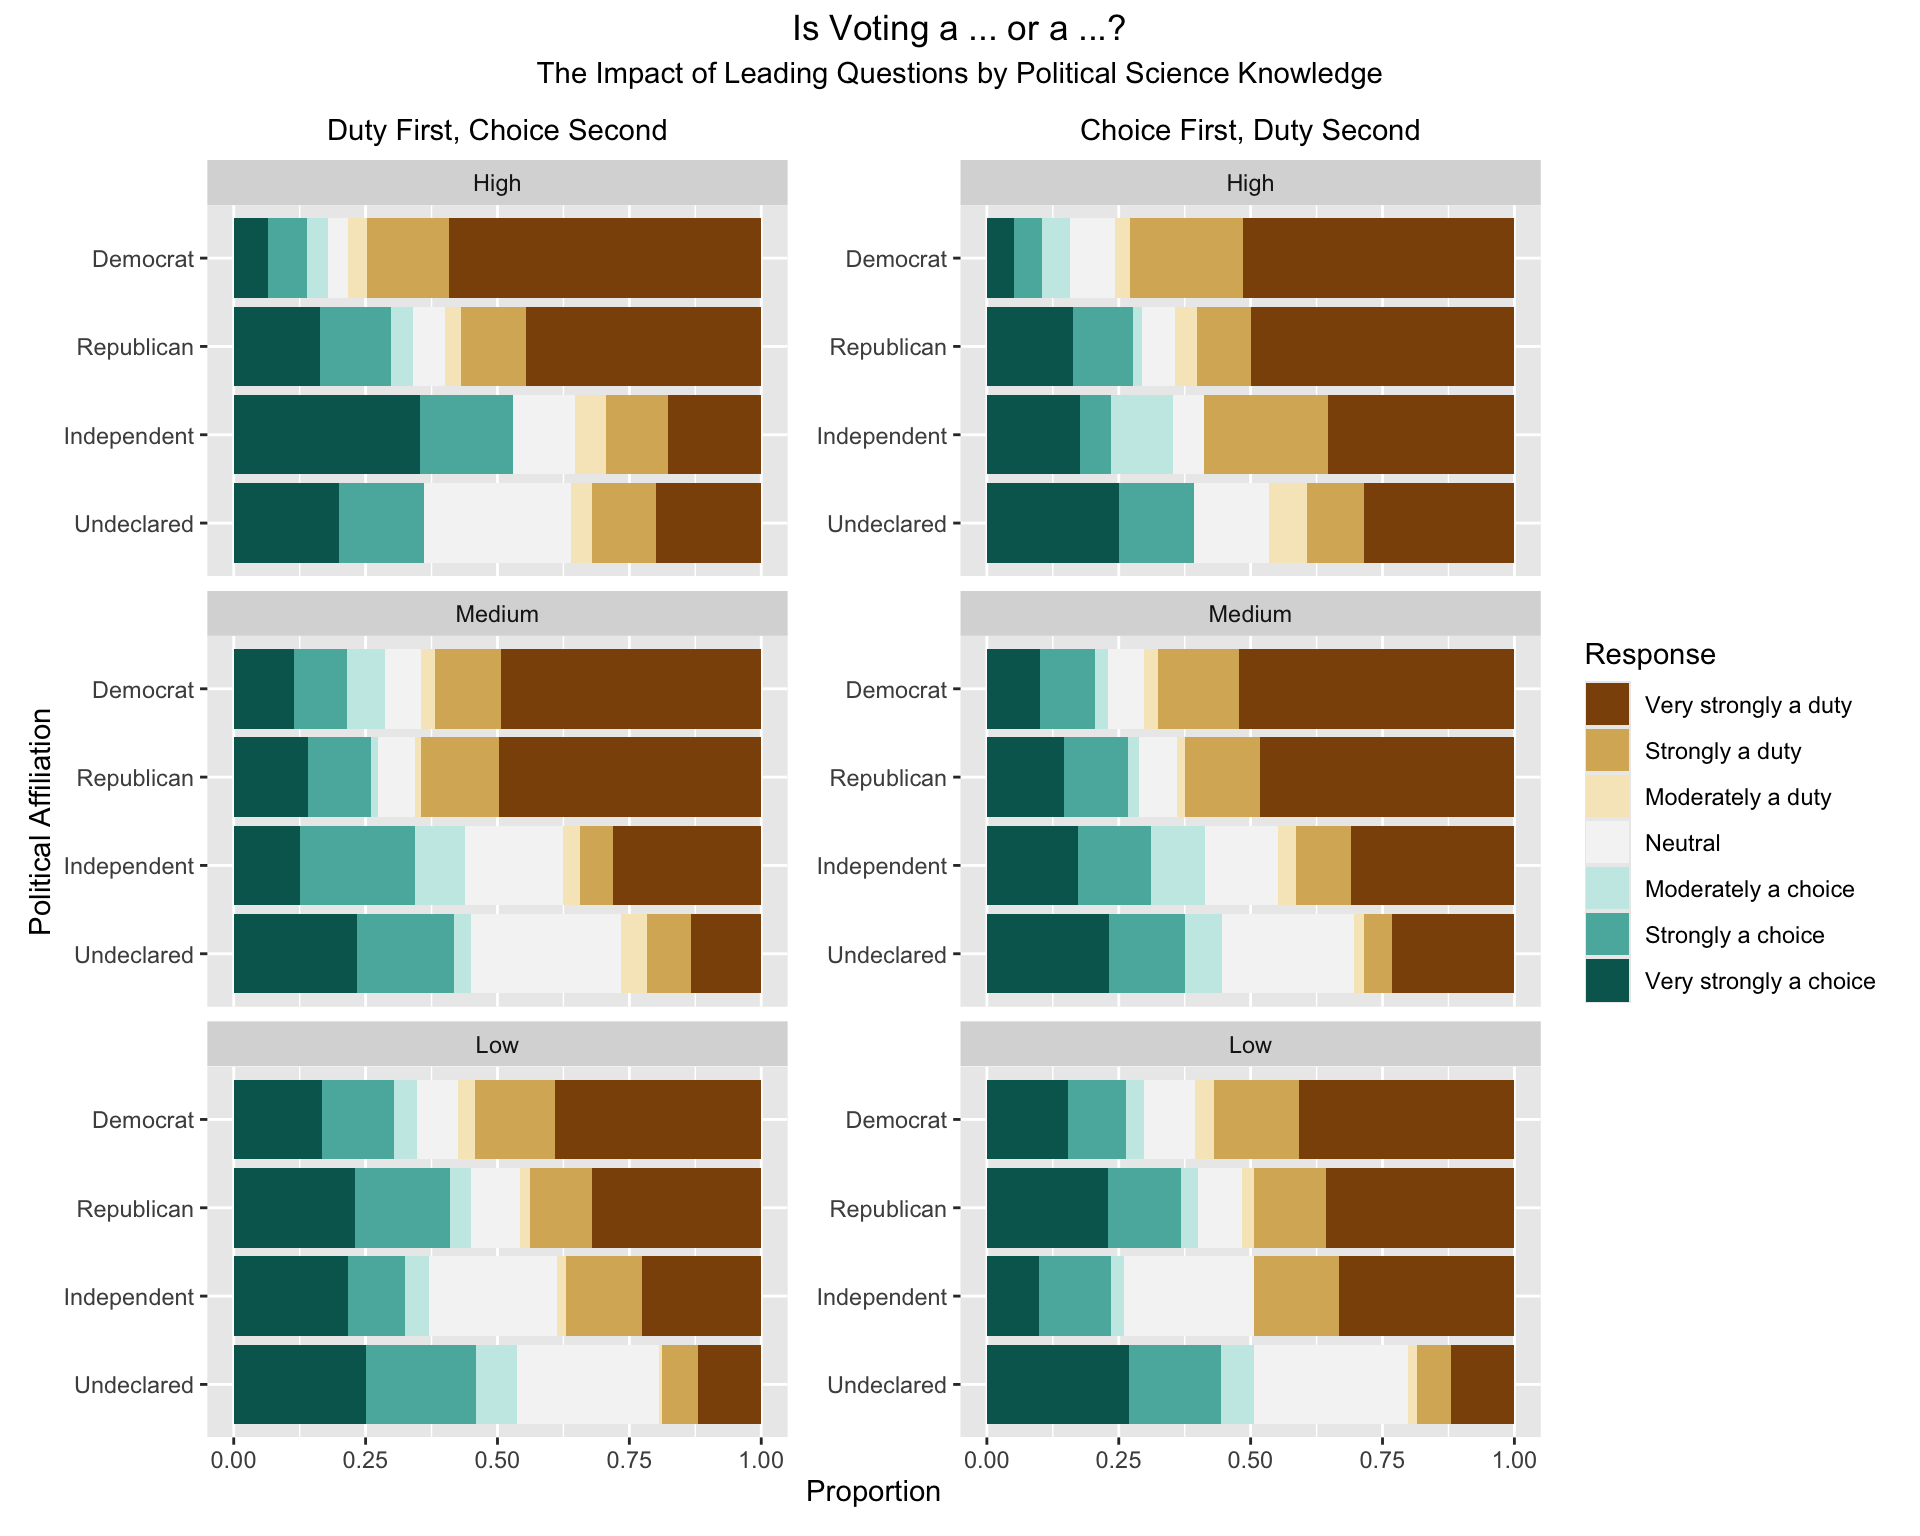 Is Voting a ... or a ...?
The Impact of Leading Questions by Political Science Knowledge
Duty First, Choice Second
Choice First, Duty Second
High
High
Democrat
Republican
Independent
Undeclared
Democrat
Republican
Independent
Undeclared
Medium
Medium
Democrat
Republican
Independent
Undeclared
Democrat
Republican
Independent
Undeclared
Low
Low
Democrat
Republican
Independent
Undeclared
Democrat
Republican
Independent
Undeclared
0.00 0.25 0.50 0.75 1.00
0.00 0.25 0.50 0.75 1.00
Proportion
Political Affiliation
Response
Very strongly a duty
Strongly a duty
Moderately a duty
Neutral
Moderately a choice
Strongly a choice
Very strongly a choice